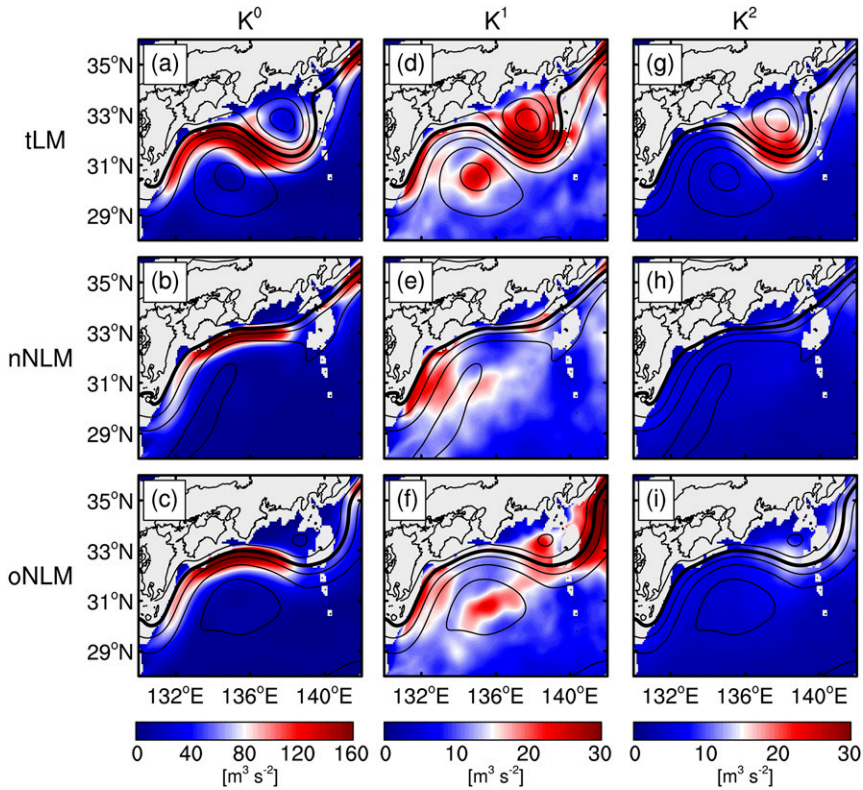 K⁰ K¹ K²
tLM
35°N (a) (d) (g)
33°N
31°N
29°N
nNLM
35°N (b) (e) (h)
33°N
31°N
29°N
oNLM
35°N (c) (f) (i)
33°N
31°N
29°N
132°E 136°E 140°E 132°E 136°E 140°E 132°E 136°E 140°E
0 40 80 120 160 0 10 20 30 0 10 20 30
[m³ s⁻²] [m³ s⁻²] [m³ s⁻²]